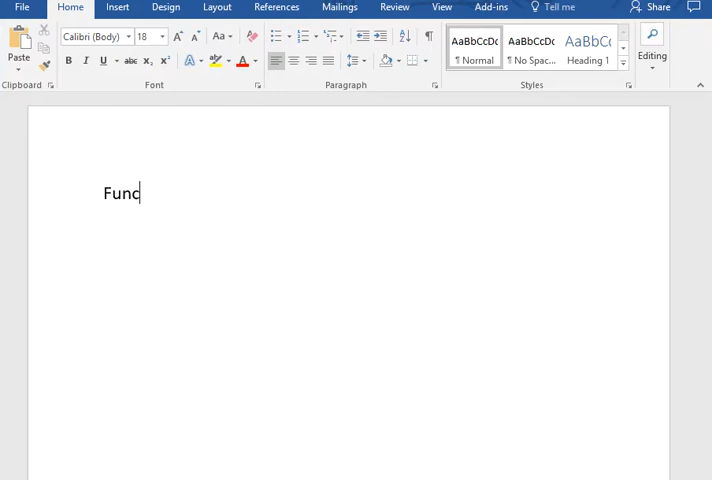 File Home Insert Design Layout References Mailings Review View Add-ins Tell me Share
Calibri (Body) 18 Aa AaBbCcDc AaBbCcDc AaBbCc
Paste B I U abc x₂ x² A A ¶ Normal ¶ No Spac... Heading 1 Editing
Clipboard Font Paragraph Styles
Func